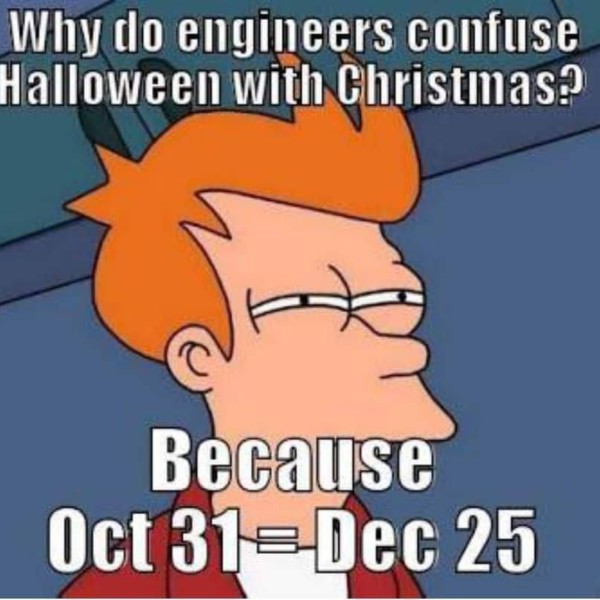 Why do engineers confuse
Halloween with Christmas?
Because
Oct 31 = Dec 25